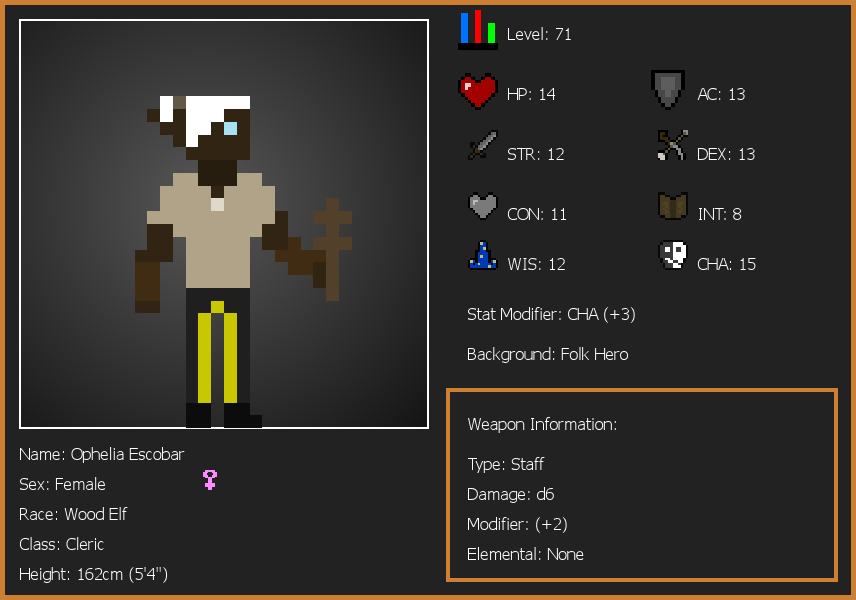 Level: 71
HP: 14
AC: 13
STR: 12
DEX: 13
CON: 11
INT: 8
WIS: 12
CHA: 15
Stat Modifier: CHA (+3)
Background: Folk Hero
Weapon Information:
Type: Staff
Damage: d6
Modifier: (+2)
Elemental: None
Name: Ophelia Escobar
Sex: Female
Race: Wood Elf
Class: Cleric
Height: 162cm (5'4")